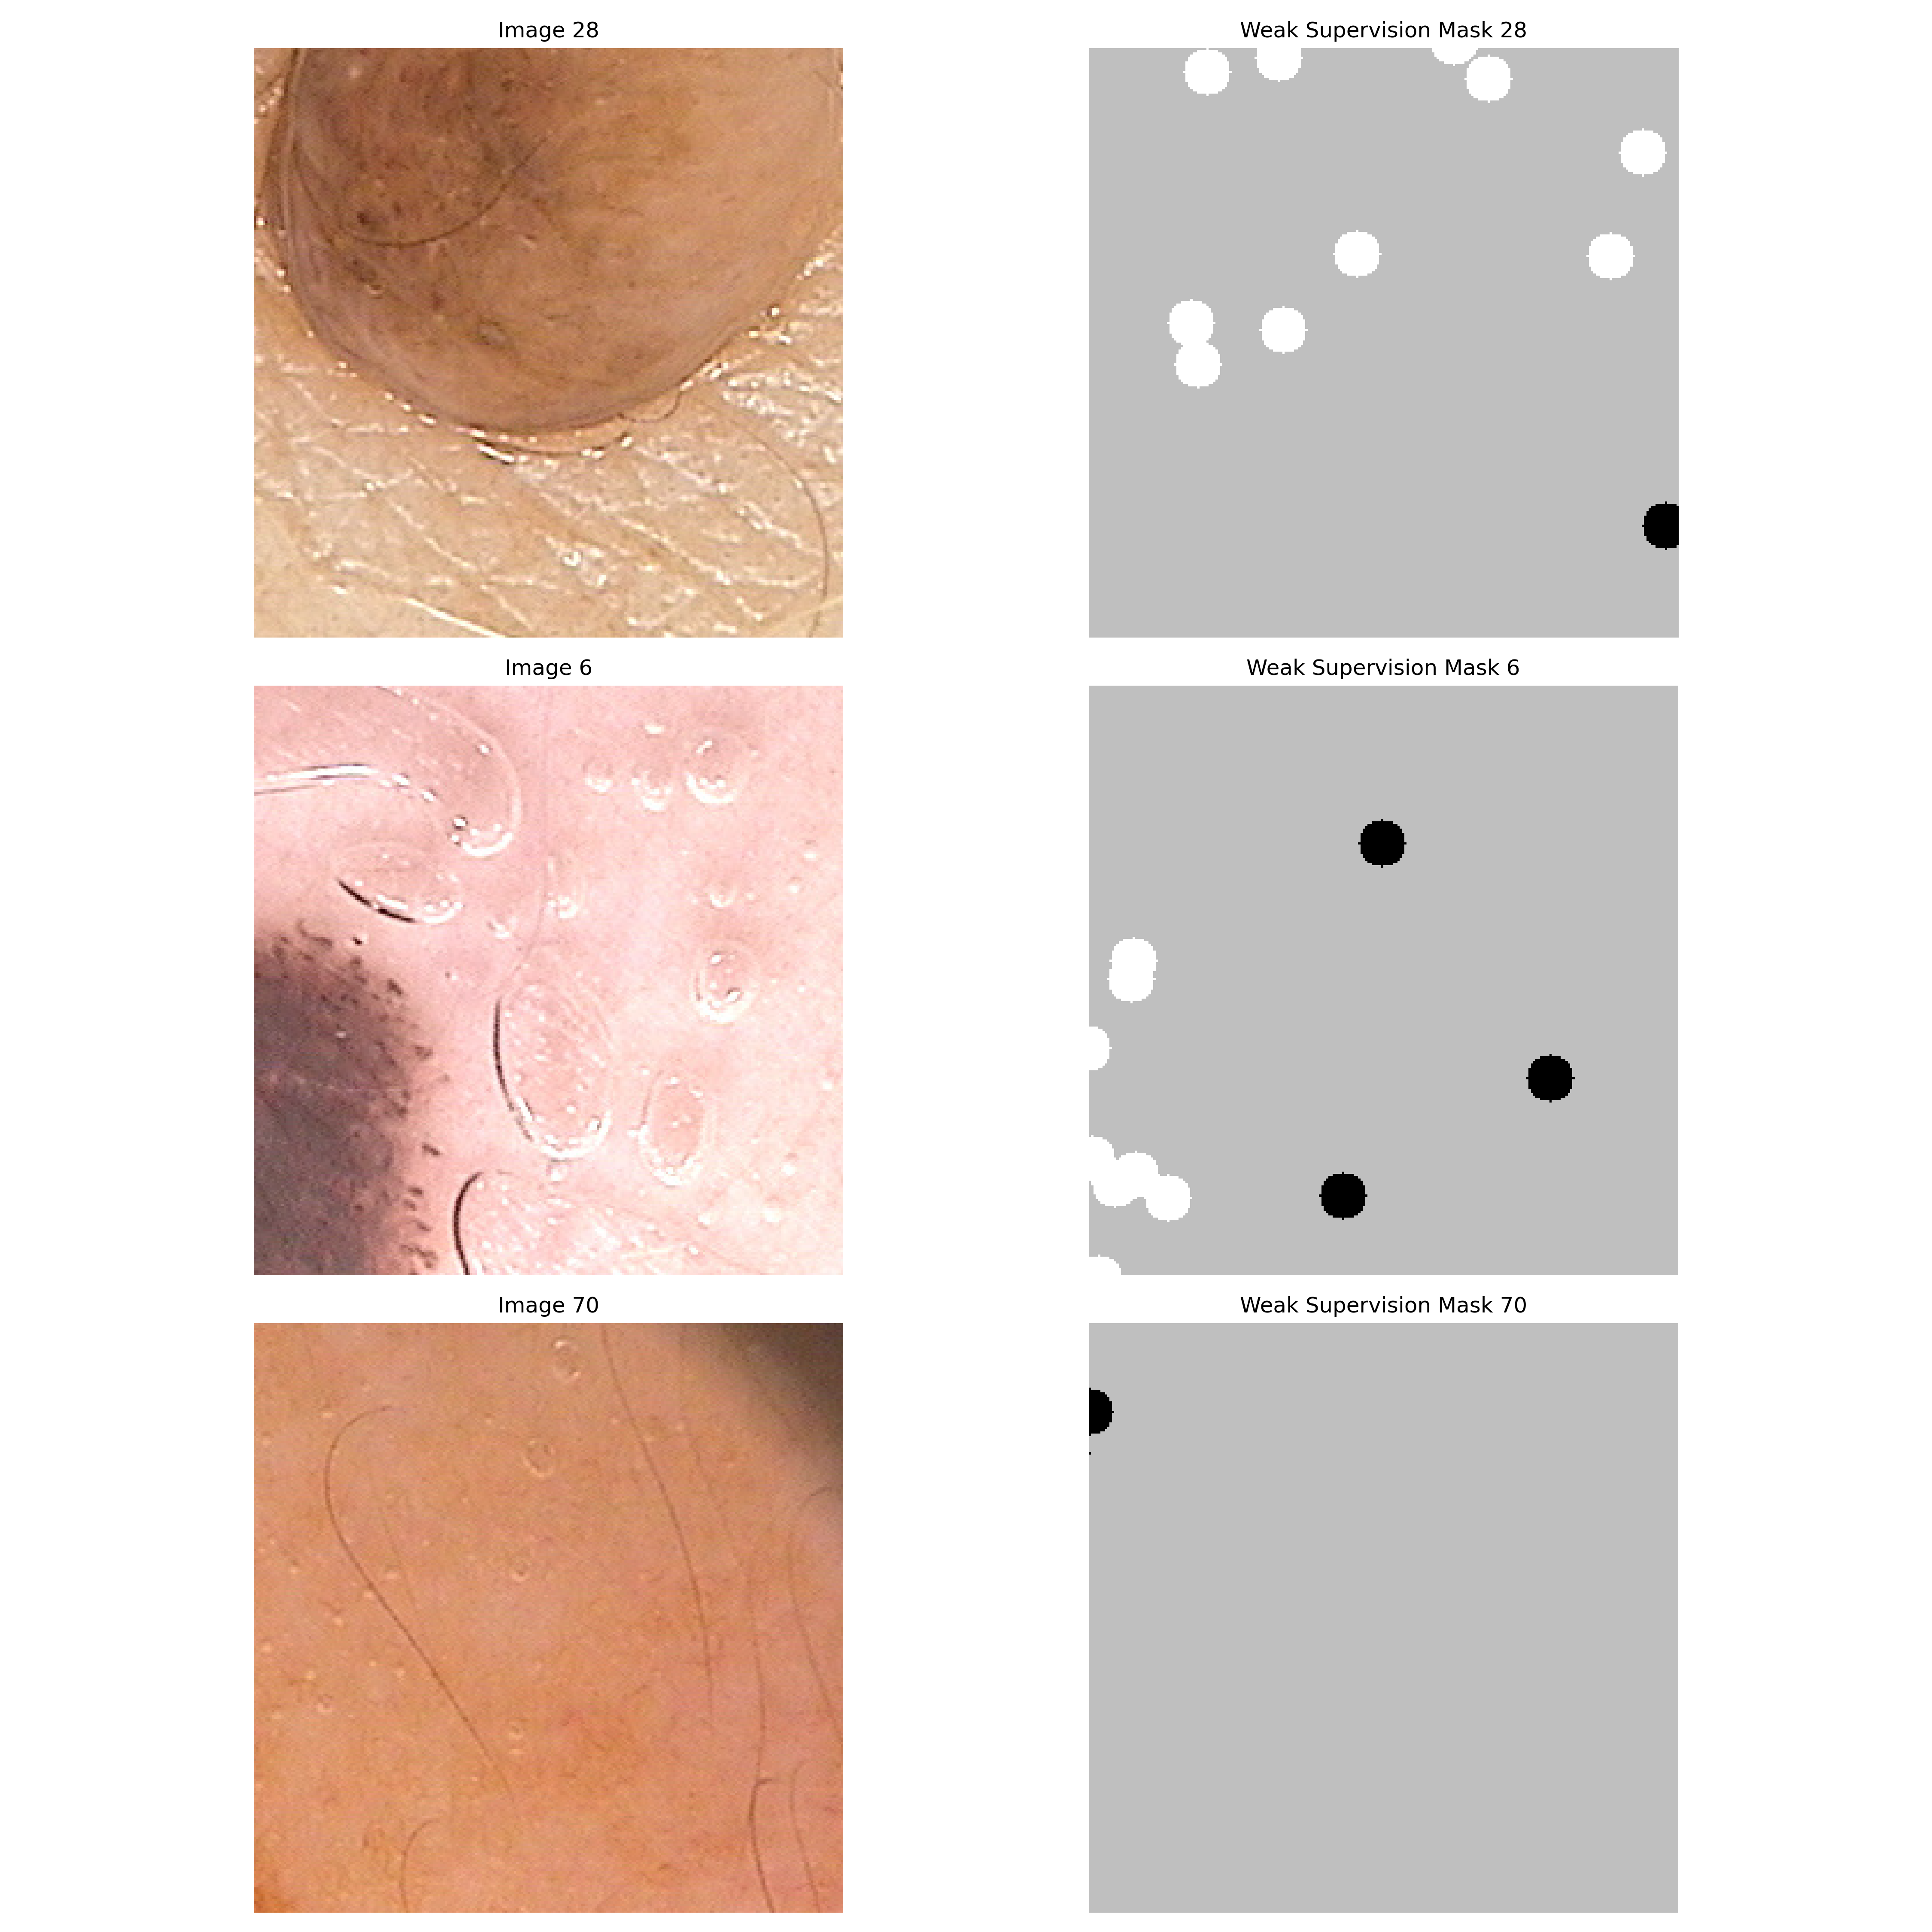 Image 28
Weak Supervision Mask 28
Image 6
Weak Supervision Mask 6
Image 70
Weak Supervision Mask 70